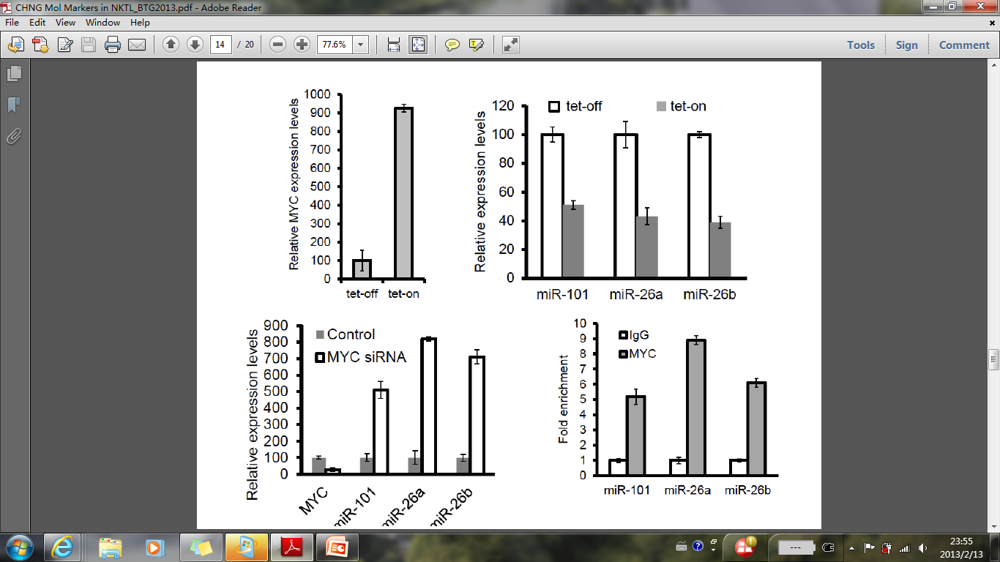 CHNG Mol Markers in NKTL_BTG2013.pdf - Adobe Reader
File Edit View Window Help
14 / 20 77.6% Tools Sign Comment
1000
900
800
700
600
500
400
300
200
100
0
Relative MYC expression levels
tet-off tet-on
tet-off tet-on
120
100
80
60
40
20
0
Relative expression levels
miR-101 miR-26a miR-26b
900
800
700
600
500
400
300
200
100
0
Relative expression levels
Control
MYC siRNA
MYC miR-101 miR-26a miR-26b
10
9
8
7
6
5
4
3
2
1
0
Fold enrichment
IgG
MYC
miR-101 miR-26a miR-26b
23:55
2013/2/13